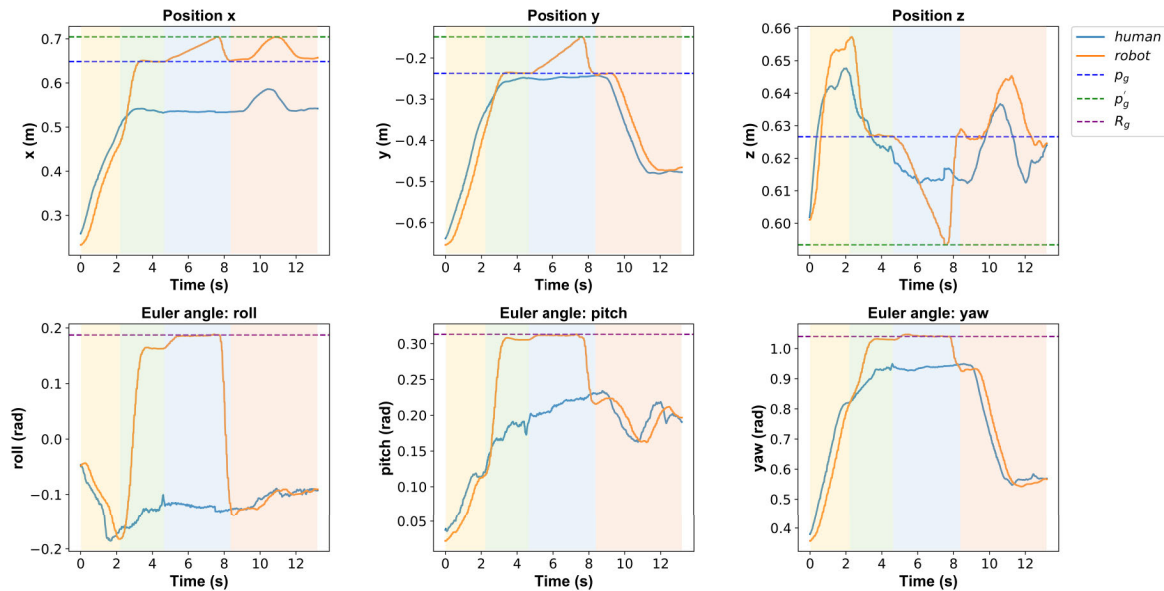 Position x
Position y
Position z
0.7
0.6
0.5
0.4
0.3
x (m)
0 2 4 6 8 10 12
Time (s)
−0.2
−0.3
−0.4
−0.5
−0.6
y (m)
0 2 4 6 8 10 12
Time (s)
0.66
0.65
0.64
0.63
0.62
0.61
0.60
z (m)
0 2 4 6 8 10 12
Time (s)
human
robot
p_g
p'_g
R_g
Euler angle: roll
Euler angle: pitch
Euler angle: yaw
0.2
0.1
0.0
−0.1
−0.2
roll (rad)
0 2 4 6 8 10 12
Time (s)
0.30
0.25
0.20
0.15
0.10
0.05
pitch (rad)
0 2 4 6 8 10 12
Time (s)
1.0
0.9
0.8
0.7
0.6
0.5
0.4
yaw (rad)
0 2 4 6 8 10 12
Time (s)